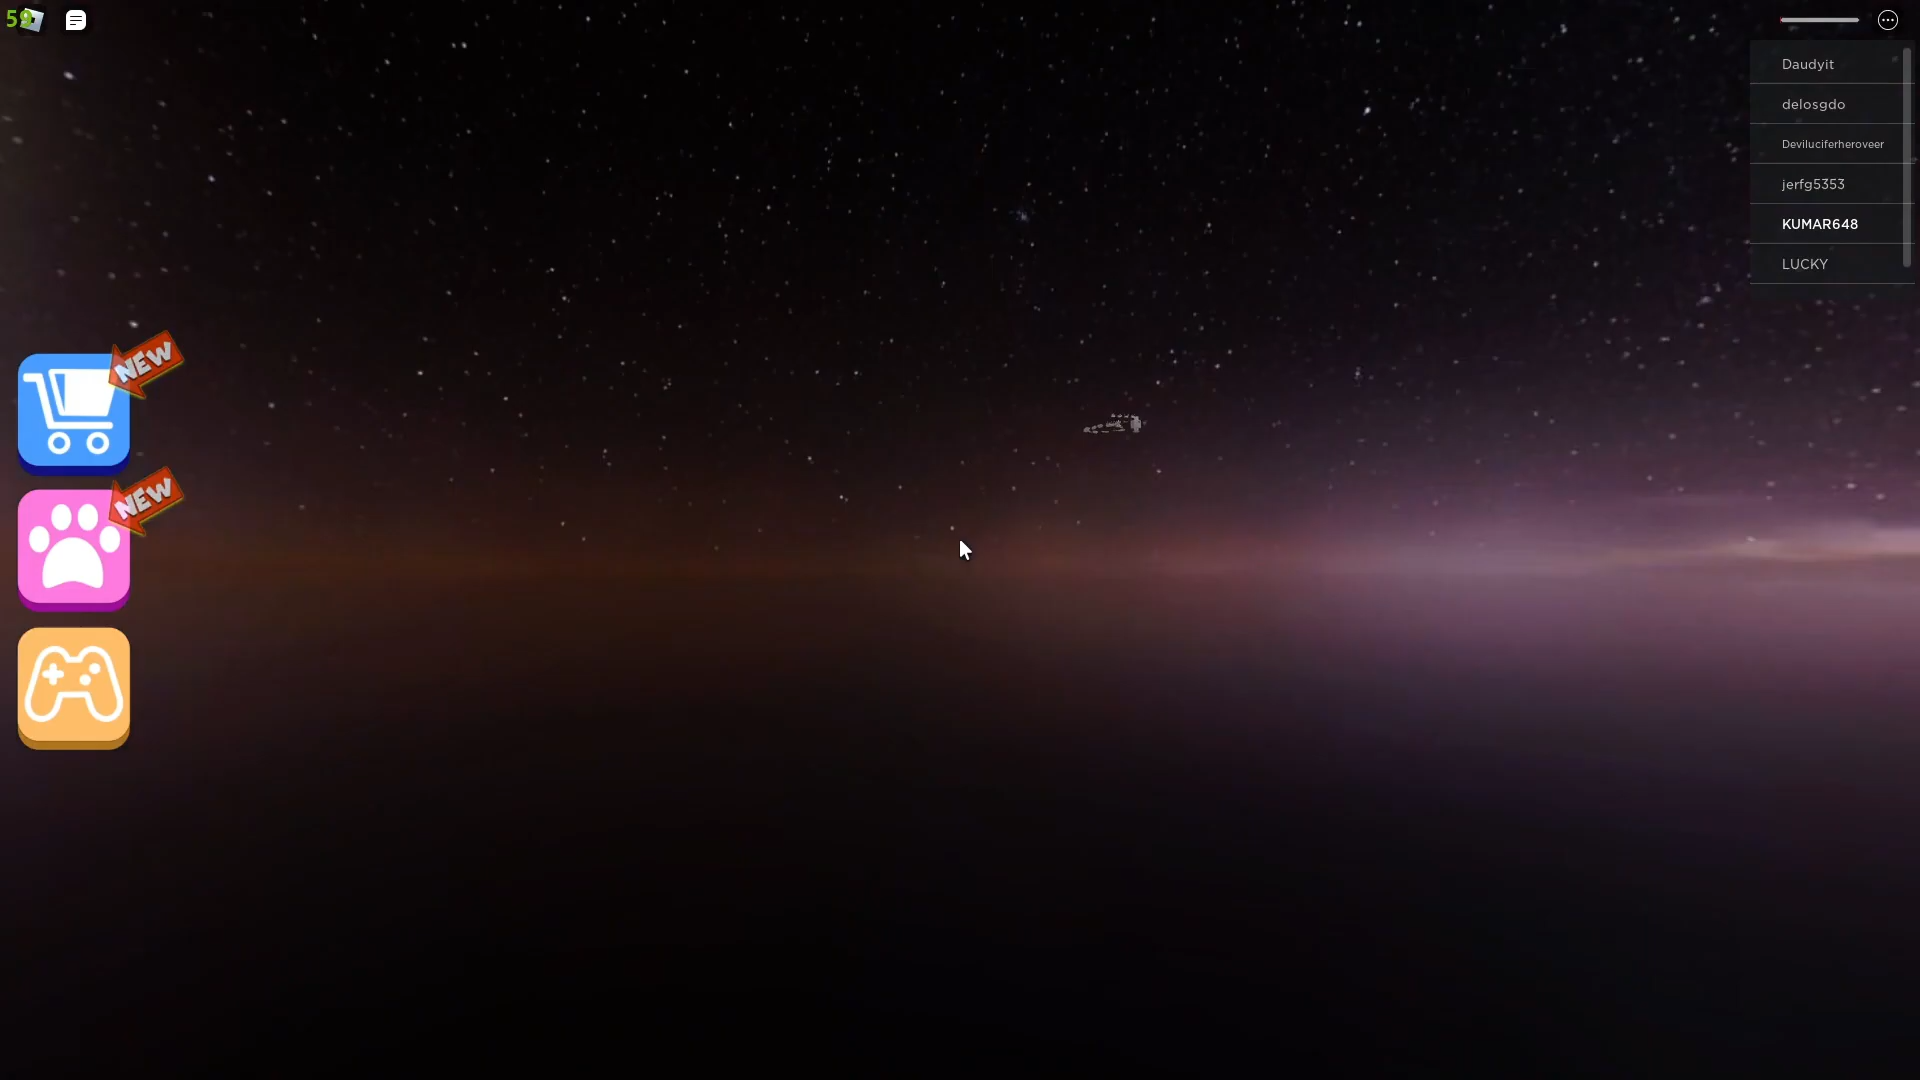 59
Daudyit
delosgdo
Deviluciferheroveer
jerfg5353
KUMAR648
LUCKY
NEW
NEW